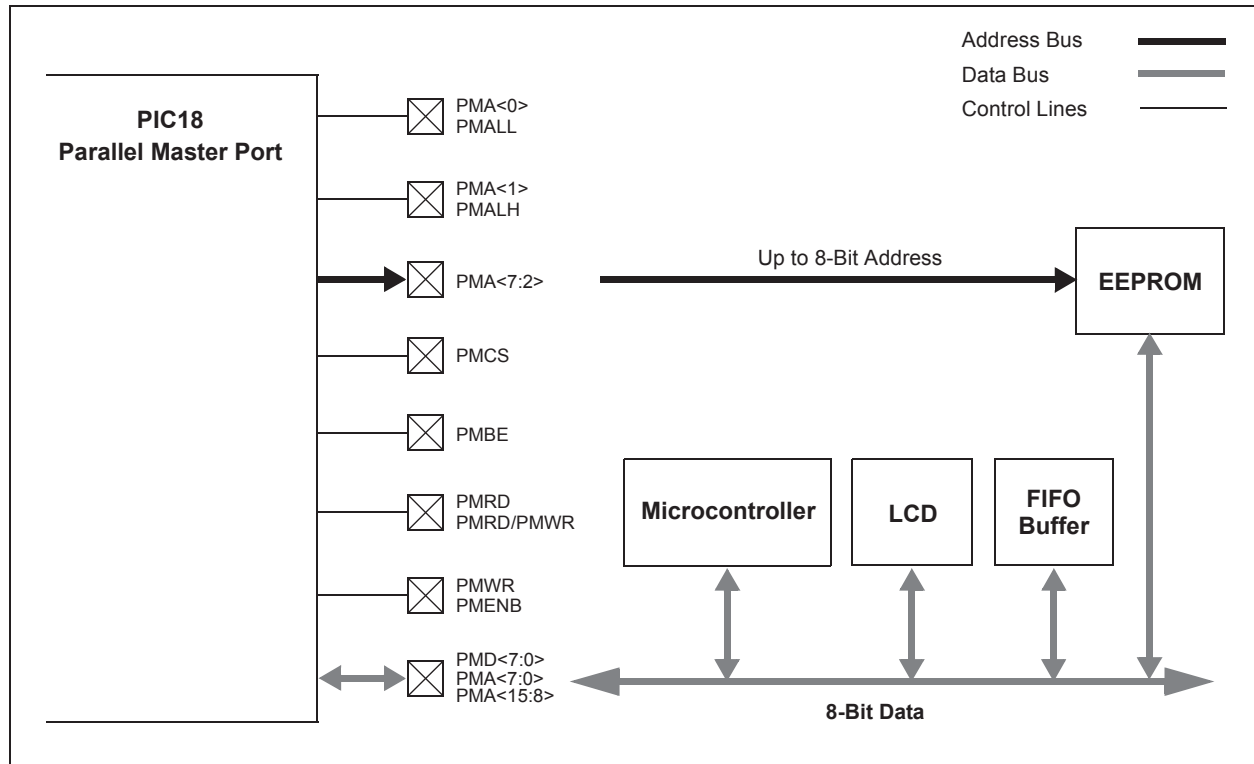 Address Bus
Data Bus
Control Lines
PIC18
Parallel Master Port
PMA<0>
PMALL
PMA<1>
PMALH
PMA<7:2>
Up to 8-Bit Address
EEPROM
PMCS
PMBE
PMRD
PMRD/PMWR
Microcontroller
LCD
FIFO
Buffer
PMWR
PMENB
PMD<7:0>
PMA<7:0>
PMA<15:8>
8-Bit Data